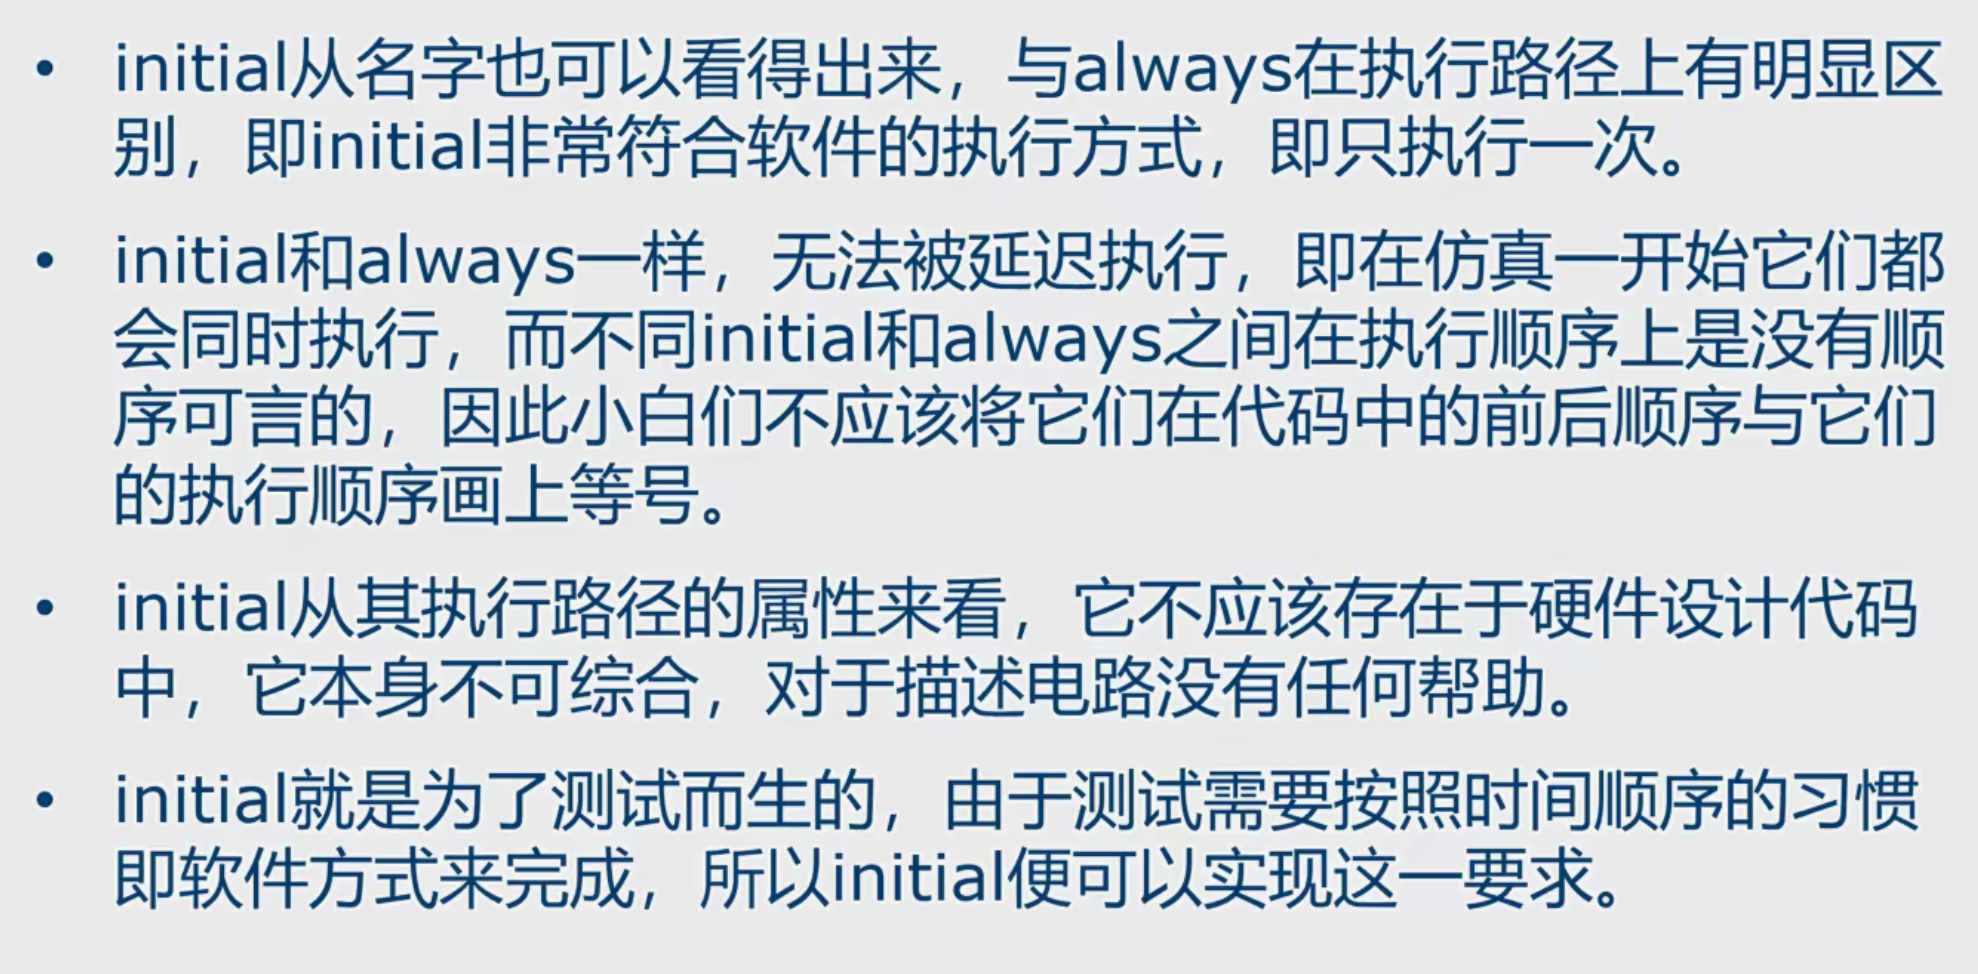 • initial从名字也可以看得出来，与always在执行路径上有明显区
别，即initial非常符合软件的执行方式，即只执行一次。
• initial和always一样，无法被延迟执行，即在仿真一开始它们都
会同时执行，而不同initial和always之间在执行顺序上是没有顺
序可言的，因此小白们不应该将它们在代码中的前后顺序与它们
的执行顺序画上等号。
• initial从其执行路径的属性来看，它不应该存在于硬件设计代码
中，它本身不可综合，对于描述电路没有任何帮助。
• initial就是为了测试而生的，由于测试需要按照时间顺序的习惯
即软件方式来完成，所以initial便可以实现这一要求。